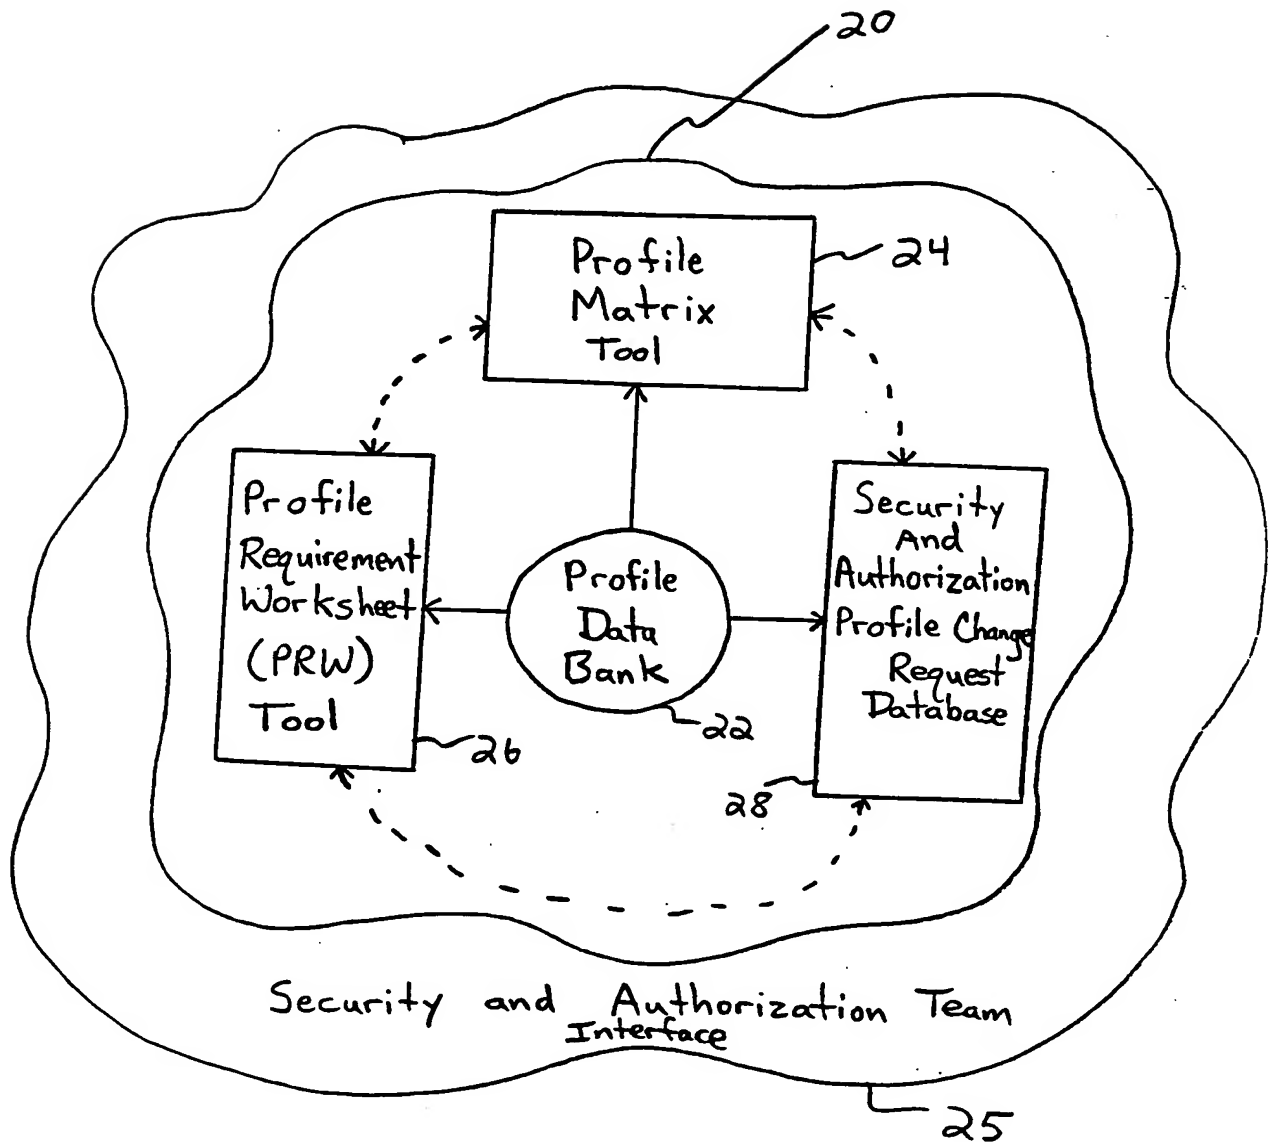 20
Profile
Matrix
Tool
24
Profile
Requirement
Worksheet
(PRW)
Tool
26
Profile
Data
Bank
22
Security
And
Authorization
Profile Change
Request
Database
28
Security and Authorization Team
Interface
25